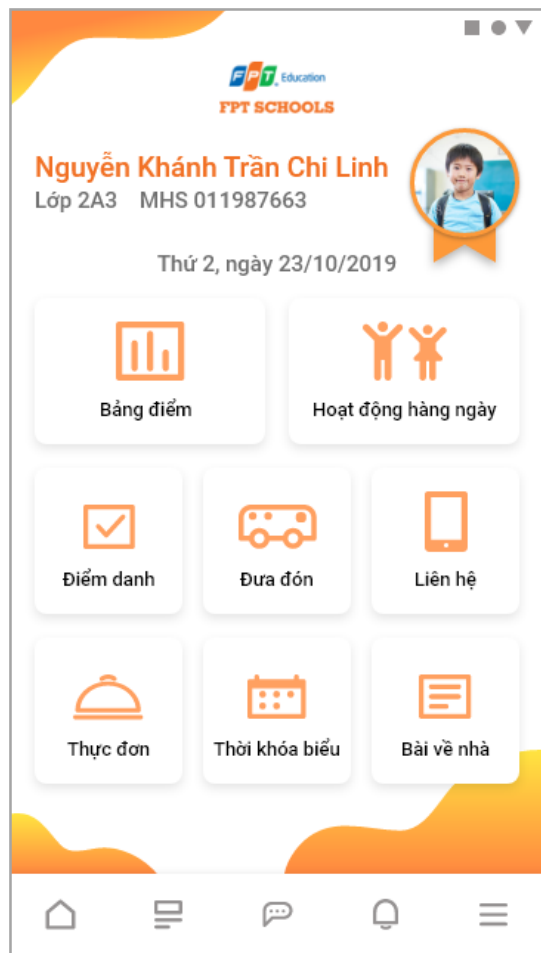 FPT Education
FPT SCHOOLS
Nguyễn Khánh Trần Chi Linh
Lớp 2A3 MHS 011987663
Thứ 2, ngày 23/10/2019
Bảng điểm
Hoạt động hàng ngày
Điểm danh
Đưa đón
Liên hệ
Thực đơn
Thời khóa biểu
Bài về nhà